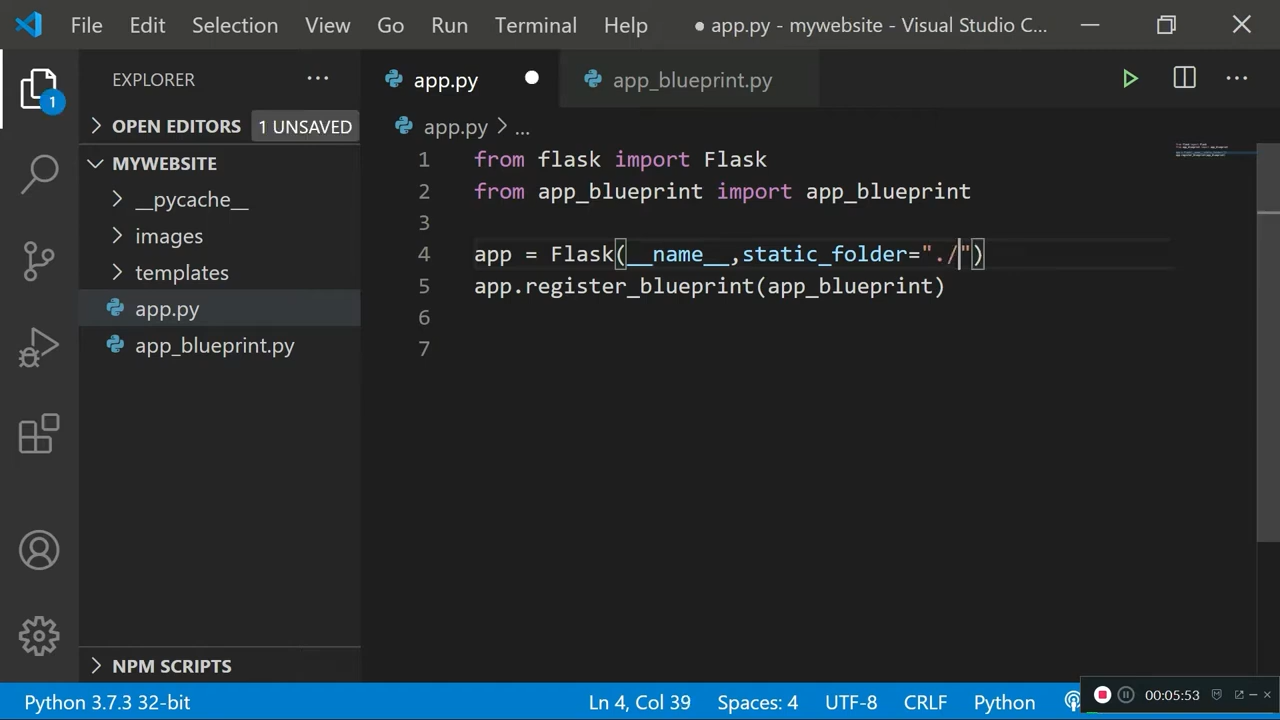 File Edit Selection View Go Run Terminal Help ● app.py - mywebsite - Visual Studio C...
EXPLORER ...
app.py ● app_blueprint.py ...
1
> OPEN EDITORS 1 UNSAVED
app.py > ...
MYWEBSITE
> __pycache__
> images
> templates
app.py
app_blueprint.py
1 from flask import Flask
2 from app_blueprint import app_blueprint
3
4 app = Flask(__name__,static_folder="./")
5 app.register_blueprint(app_blueprint)
6
7
> NPM SCRIPTS
Python 3.7.3 32-bit Ln 4, Col 39 Spaces: 4 UTF-8 CRLF Python
00:05:53